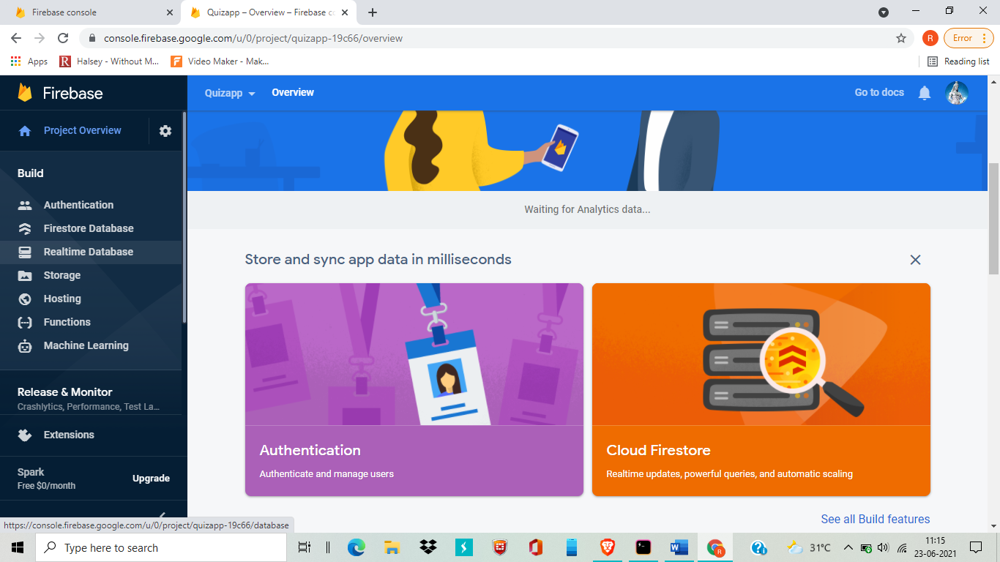 Firebase console
Quizapp – Overview – Firebase co
console.firebase.google.com/u/0/project/quizapp-19c66/overview
R
Error
Apps
R
Halsey - Without M...
F
Video Maker - Mak...
Reading list
Firebase
Quizapp
Overview
Go to docs
Project Overview
Build
Authentication
Firestore Database
Realtime Database
Storage
Hosting
Functions
Machine Learning
Release & Monitor
Crashlytics, Performance, Test La...
Extensions
Spark
Free $0/month
Upgrade
Waiting for Analytics data...
Store and sync app data in milliseconds
Authentication
Authenticate and manage users
Cloud Firestore
Realtime updates, powerful queries, and automatic scaling
See all Build features
https://console.firebase.google.com/u/0/project/quizapp-19c66/database
Type here to search
31°C
11:15
23-06-2021